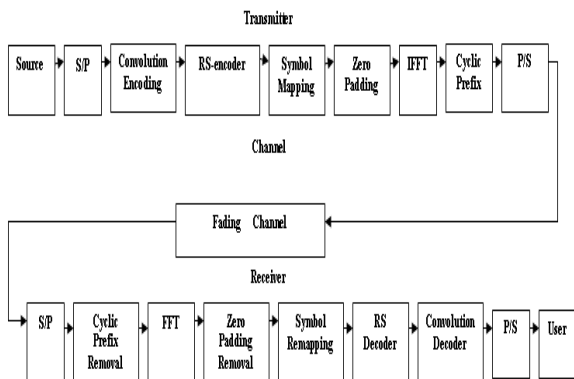 Transmitter
Source
S/P
Convolution
Encoding
RS-encoder
Symbol
Mapping
Zero
Padding
IFFT
Cyclic
Prefix
P/S
Channel
Fading Channel
Receiver
S/P
Cyclic
Prefix
Removal
FFT
Zero
Padding
Removal
Symbol
Remapping
RS
Decoder
Convolution
Decoder
P/S
User